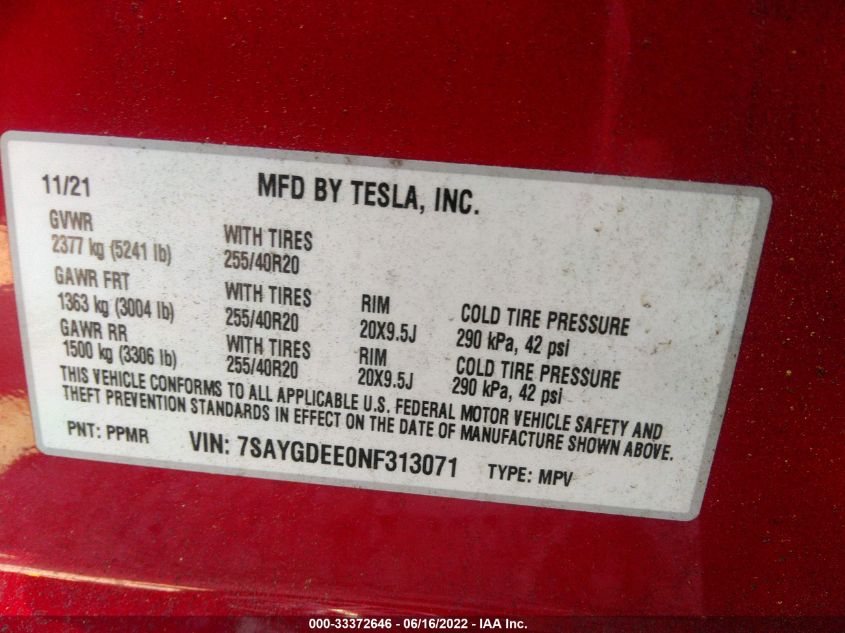 11/21 MFD BY TESLA, INC.
GVWR
2377 kg (5241 lb) WITH TIRES 255/40R20
GAWR FRT
1363 kg (3004 lb) WITH TIRES 255/40R20 RIM 20X9.5J COLD TIRE PRESSURE 290 kPa, 42 psi
GAWR RR
1500 kg (3306 lb) WITH TIRES 255/40R20 RIM 20X9.5J COLD TIRE PRESSURE 290 kPa, 42 psi
THIS VEHICLE CONFORMS TO ALL APPLICABLE U.S. FEDERAL MOTOR VEHICLE SAFETY AND
THEFT PREVENTION STANDARDS IN EFFECT ON THE DATE OF MANUFACTURE SHOWN ABOVE.
PNT: PPMR VIN: 7SAYGDEE0NF313071 TYPE: MPV
000-33372646 - 06/16/2022 - IAA Inc.